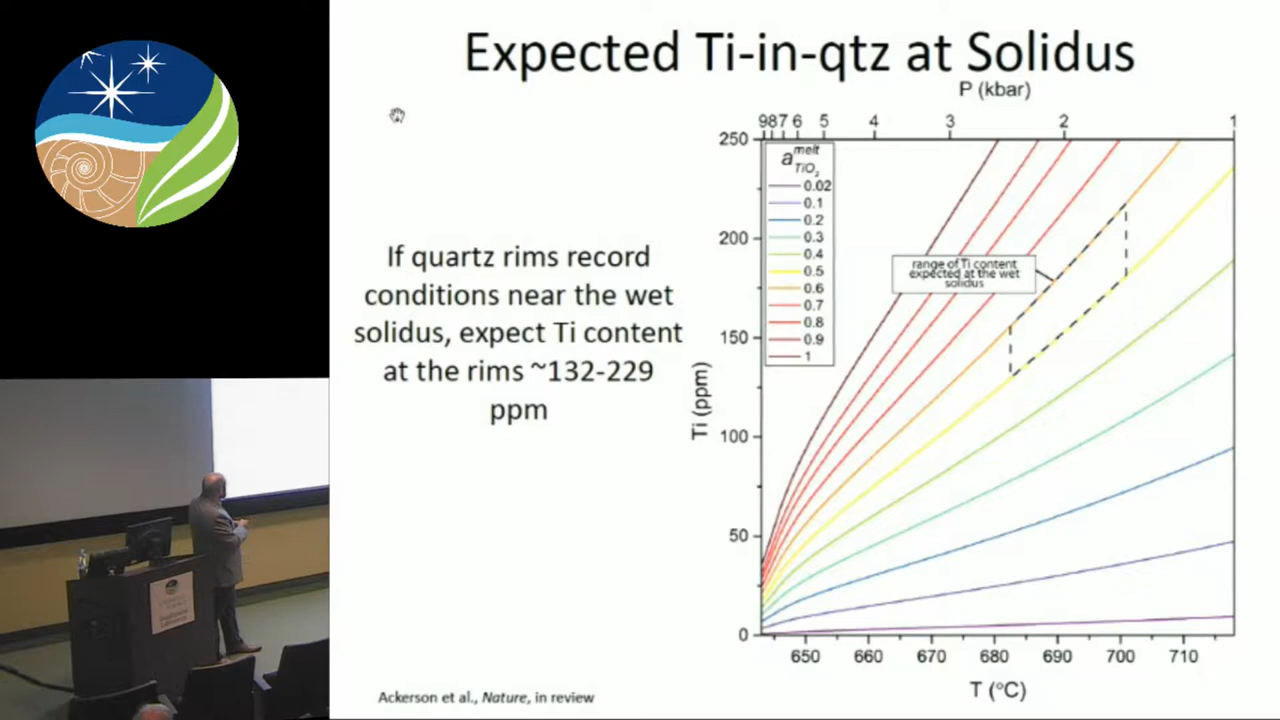 Expected Ti-in-qtz at Solidus
P (kbar)
9 8 7 6 5 4 3 2 1
If quartz rims record
conditions near the wet
solidus, expect Ti content
at the rims ~132-229
ppm
a melt TiO2
0.02
0.1
0.2
0.3
0.4
0.5
0.6
0.7
0.8
0.9
1
range of Ti content
expected at the wet
solidus
Ti (ppm)
250
200
150
100
50
0
650 660 670 680 690 700 710
T (°C)
Ackerson et al., Nature, in review